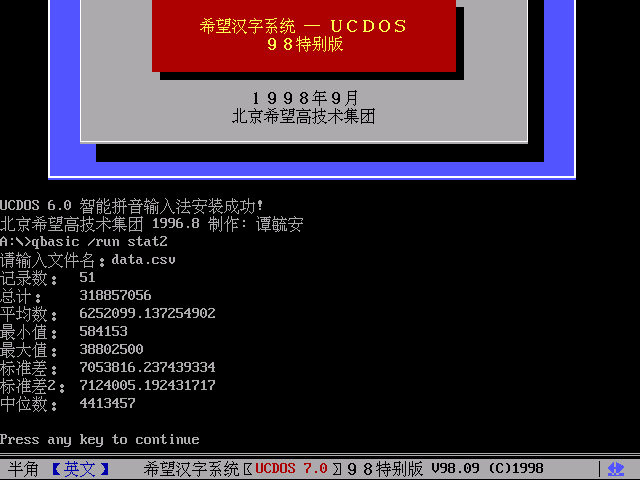 希望汉字系统 — UCDOS
98特别版
1998年9月
北京希望高技术集团
UCDOS 6.0 智能拼音输入法安装成功!
北京希望高技术集团 1996.8 制作: 谭毓安
A:\>qbasic /run stat2
请输入文件名:data.csv
记录数: 51
总计: 318857056
平均数: 6252099.137254902
最小值: 584153
最大值: 38802500
标准差: 7053816.237439334
标准差2: 7124005.192431717
中位数: 4413457
Press any key to continue
半角 【英文】 希望汉字系统〖UCDOS 7.0〗98特别版 V98.09 (C)1998